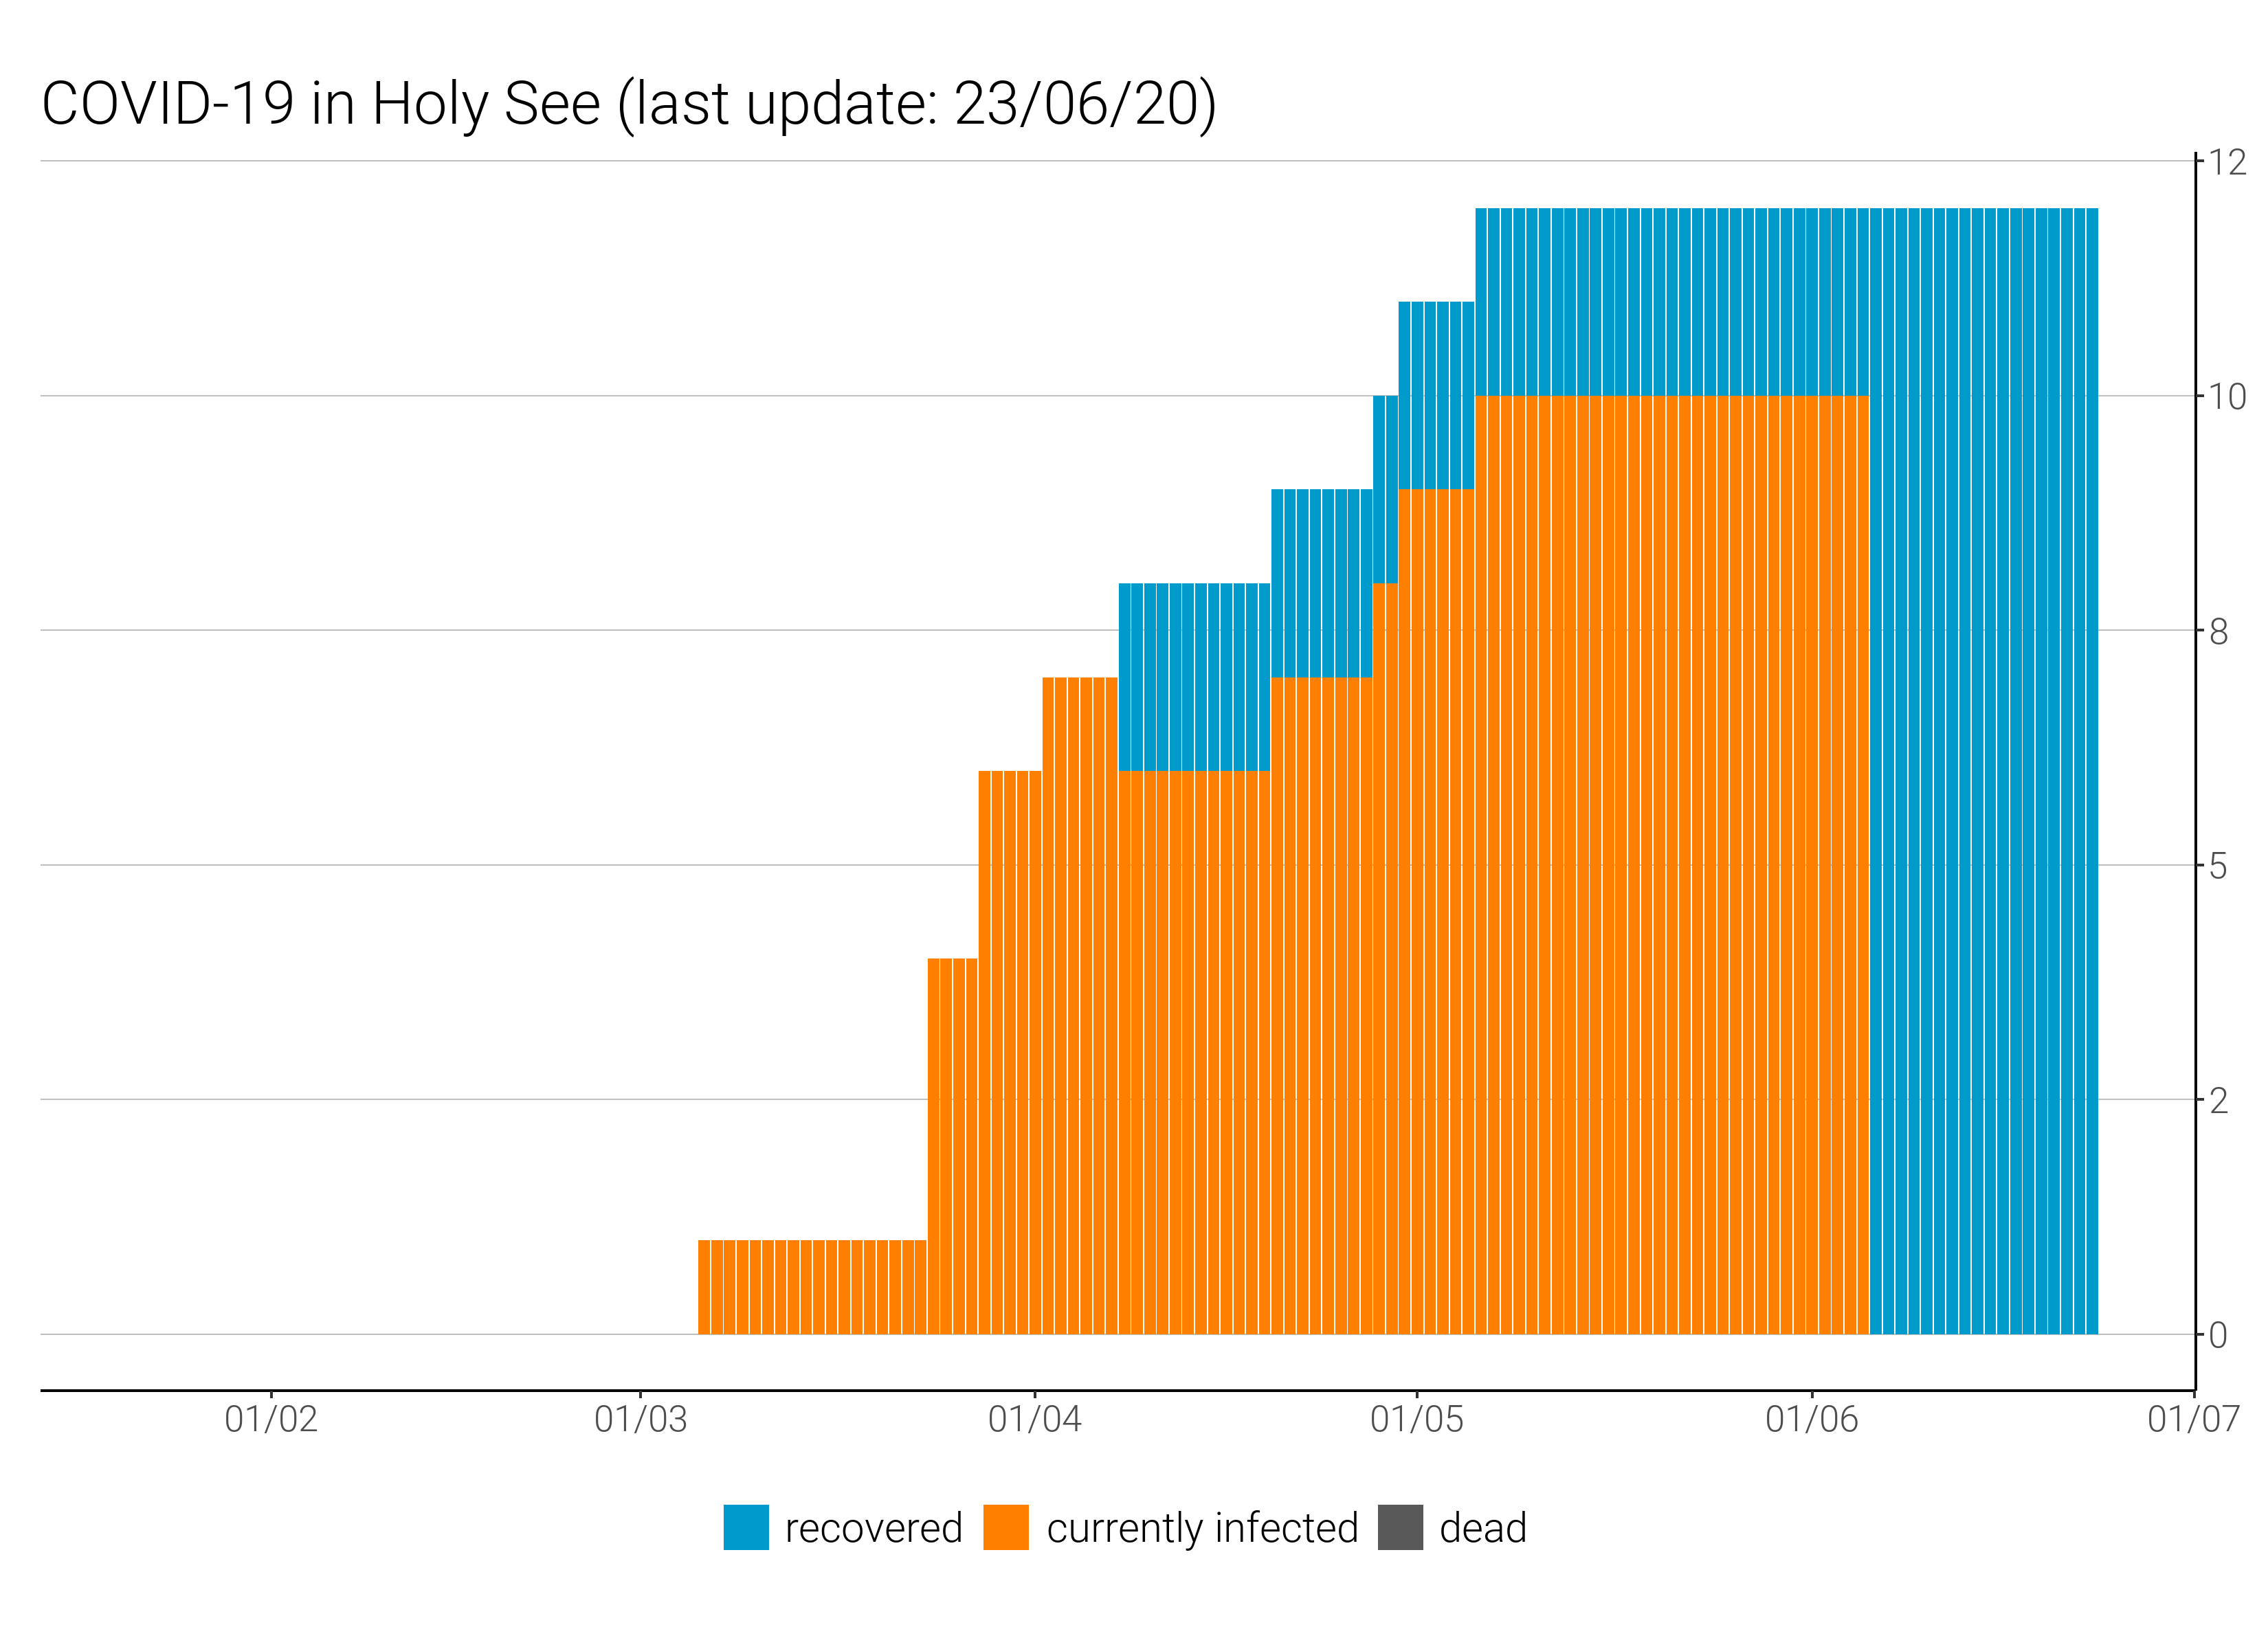 COVID-19 in Holy See (last update: 23/06/20)
12
10
8
5
2
0
01/02 01/03 01/04 01/05 01/06 01/07
recovered currently infected dead